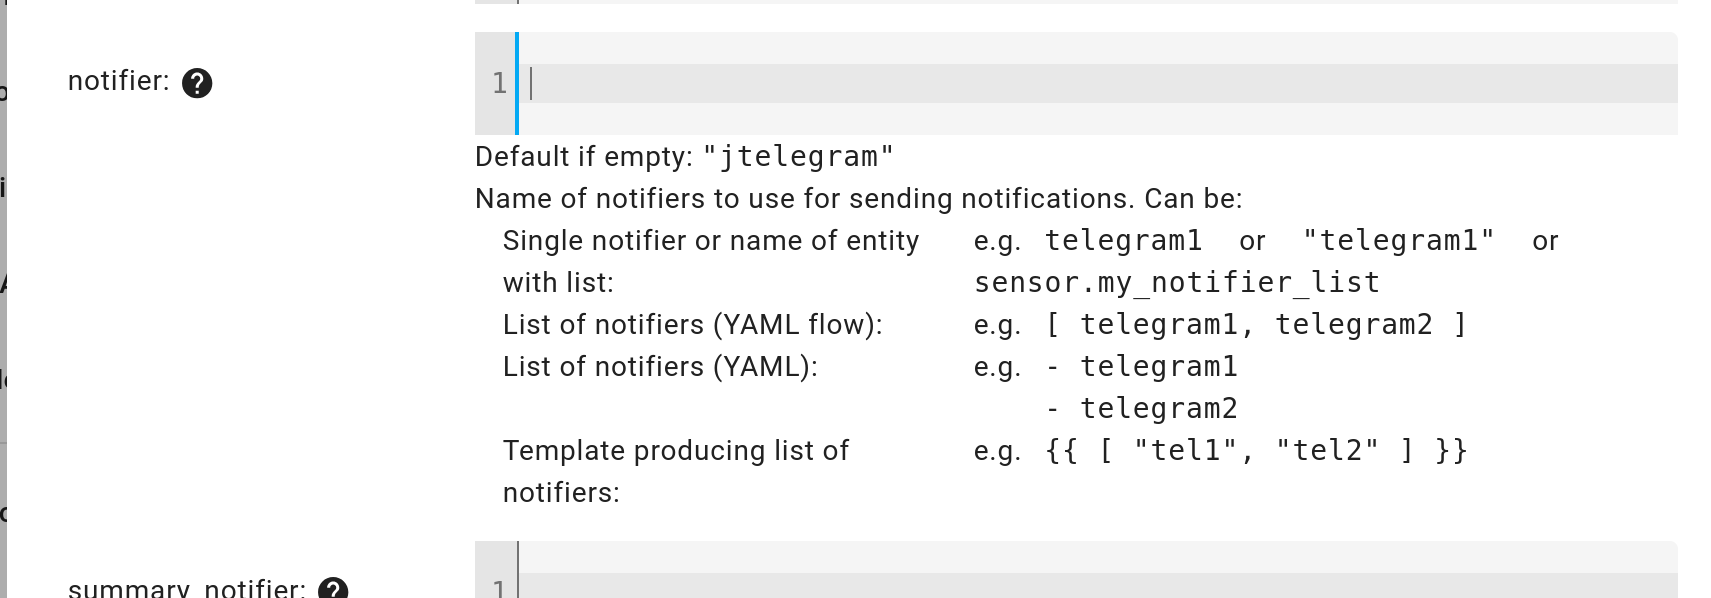 notifier: ?
1
Default if empty: "jtelegram"
Name of notifiers to use for sending notifications. Can be:
Single notifier or name of entity e.g. telegram1 or "telegram1" or
with list: sensor.my_notifier_list
List of notifiers (YAML flow): e.g. [ telegram1, telegram2 ]
List of notifiers (YAML): e.g. - telegram1
- telegram2
Template producing list of e.g. {{ [ "tel1", "tel2" ] }}
notifiers:
summary_notifier: ?
1